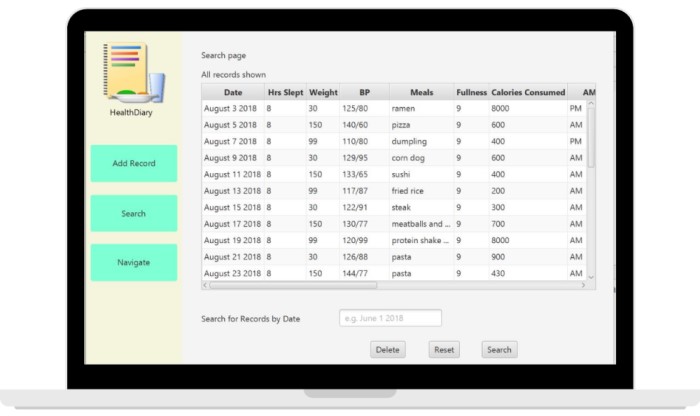 Search page
All records shown
HealthDiary
Add Record
Search
Navigate
Date Hrs Slept Weight BP Meals Fullness Calories Consumed AM
August 3 2018 8 30 125/80 ramen 9 8000 PM
August 5 2018 8 150 140/60 pizza 9 600 AM
August 7 2018 8 99 110/80 dumpling 9 400 PM
August 9 2018 8 30 129/95 corn dog 9 600 AM
August 11 2018 8 150 133/65 sushi 9 400 AM
August 13 2018 8 99 117/87 fried rice 9 200 AM
August 15 2018 8 30 122/91 steak 9 300 AM
August 17 2018 8 150 130/77 meatballs and ... 9 700 AM
August 19 2018 8 99 120/99 protein shake ... 9 8000 AM
August 21 2018 8 30 126/88 pasta 9 900 AM
August 23 2018 8 150 144/77 pasta 9 430 AM
Search for Records by Date e.g. June 1 2018
Delete Reset Search